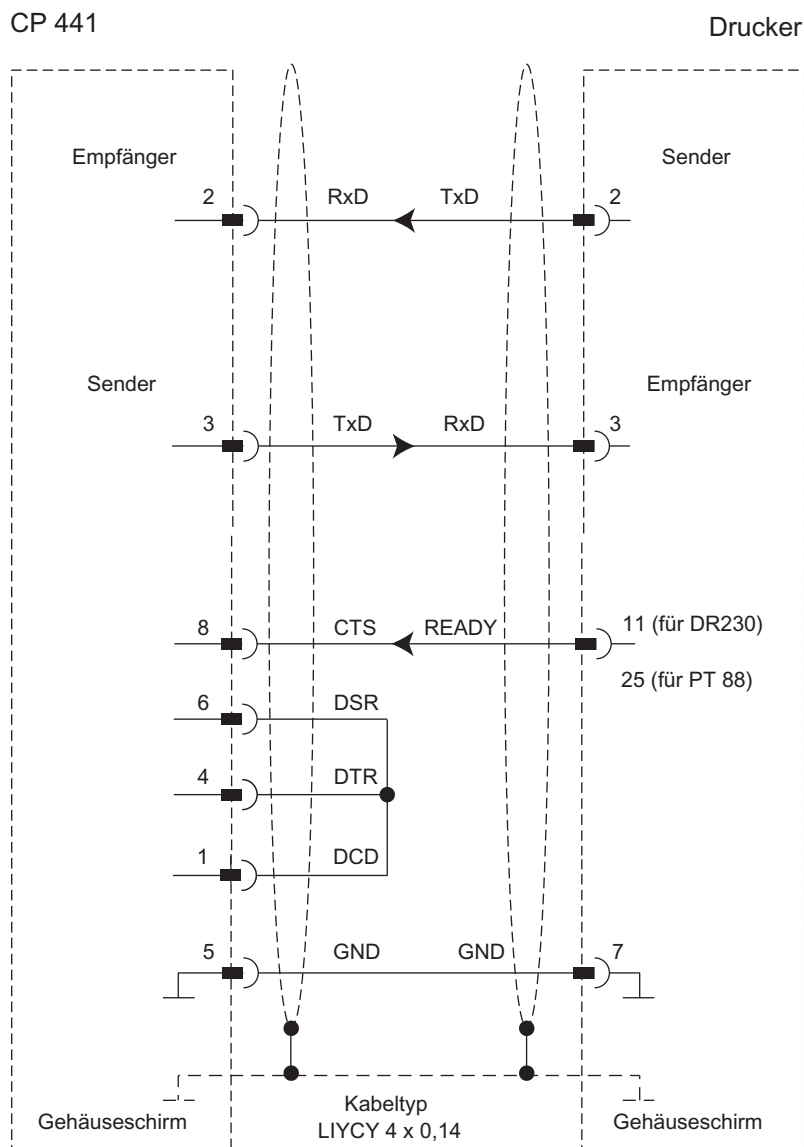 CP 441 Drucker
Empfänger Sender
2 RxD TxD 2
Sender Empfänger
3 TxD RxD 3
8 CTS READY 11 (für DR230)
25 (für PT 88)
6 DSR
4 DTR
1 DCD
5 GND GND 7
Gehäuseschirm Kabeltyp Gehäuseschirm
LIYCY 4 x 0,14